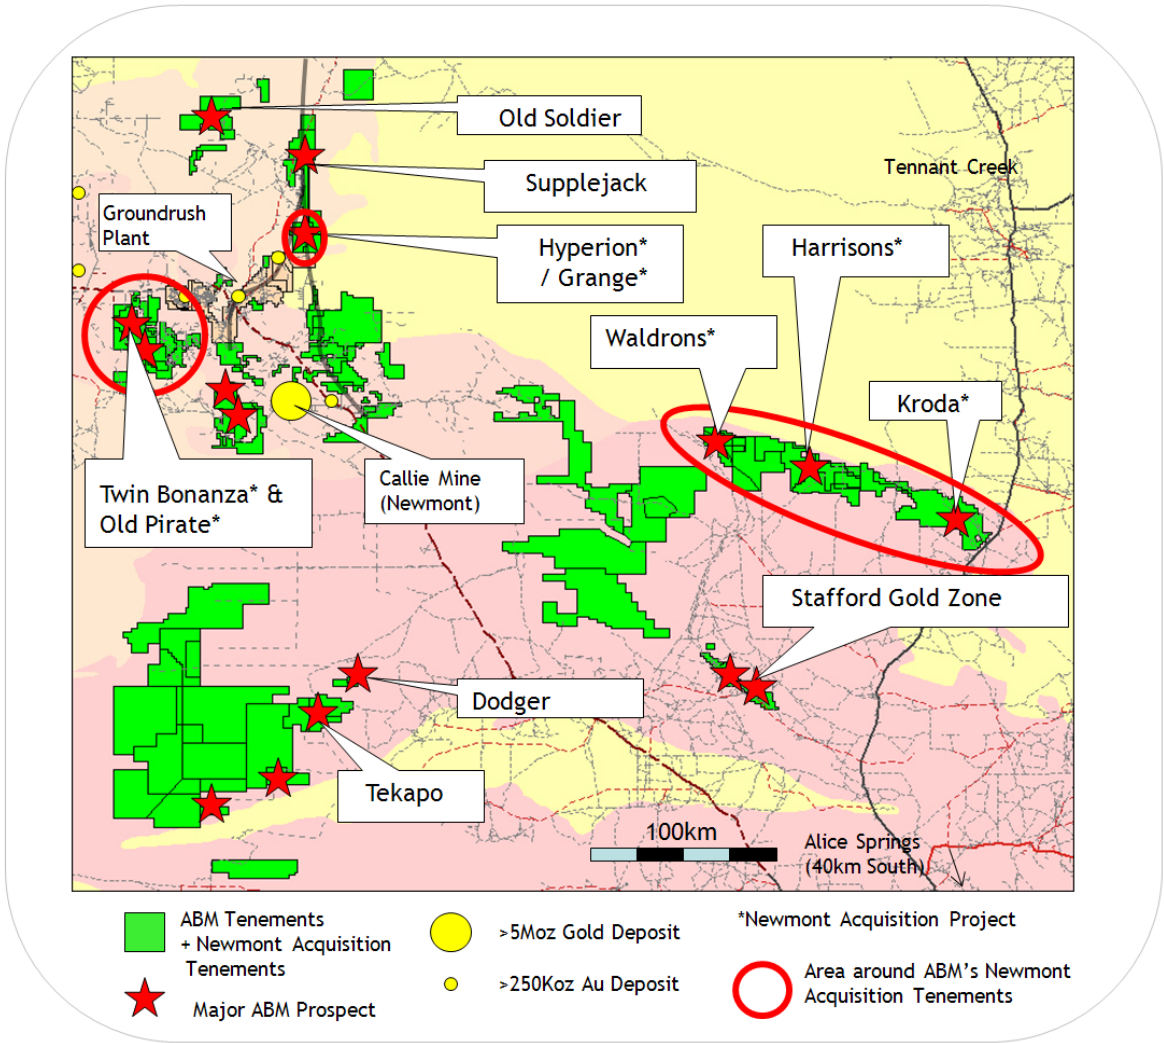 Old Soldier
Tennant Creek
Supplejack
Groundrush
Plant
Hyperion*
/ Grange*
Harrisons*
Waldrons*
Kroda*
Callie Mine
(Newmont)
Twin Bonanza* &
Old Pirate*
Stafford Gold Zone
Dodger
Tekapo
100km
Alice Springs
(40km South)
ABM Tenements
+ Newmont Acquisition
Tenements
Major ABM Prospect
>5Moz Gold Deposit
>250Koz Au Deposit
*Newmont Acquisition Project
Area around ABM's Newmont
Acquisition Tenements